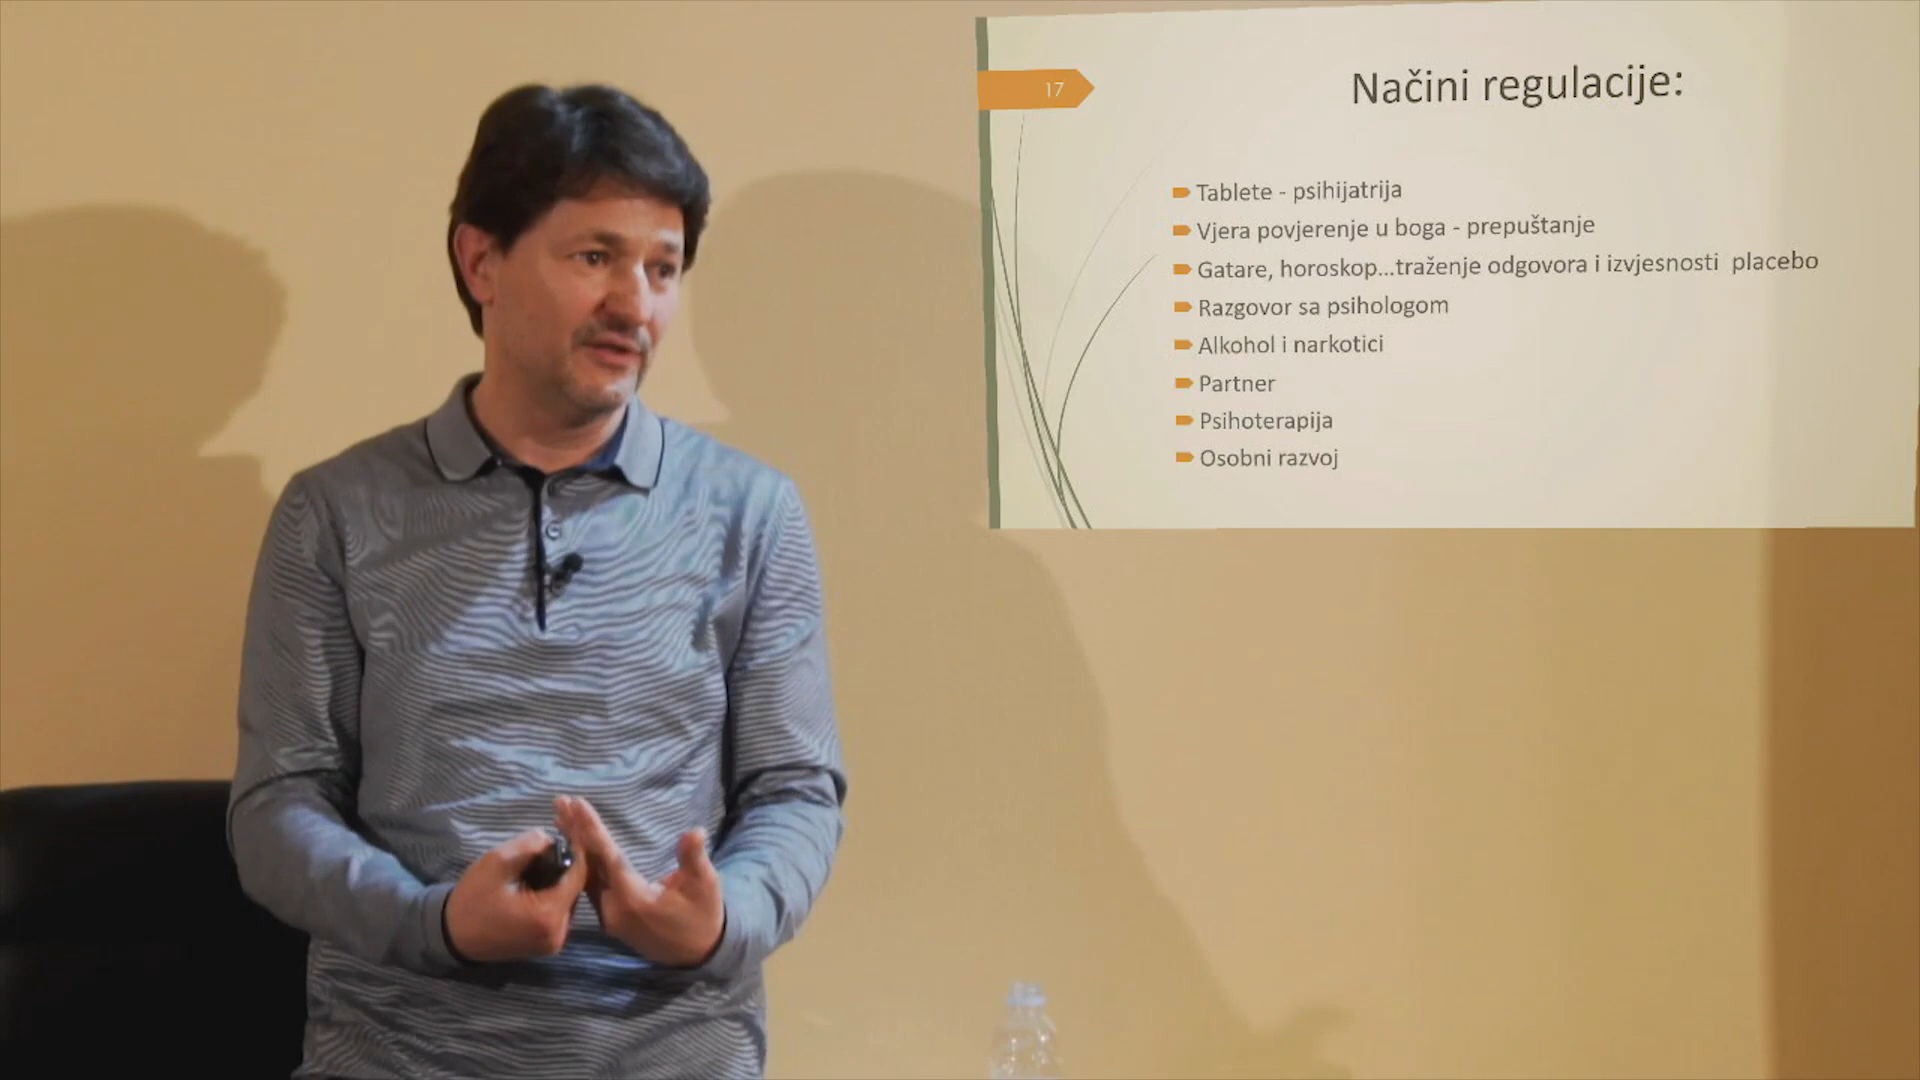 17
Načini regulacije:
Tablete - psihijatrija
Vjera povjerenje u boga - prepuštanje
Gatare, horoskop...traženje odgovora i izvjesnosti placebo
Razgovor sa psihologom
Alkohol i narkotici
Partner
Psihoterapija
Osobni razvoj